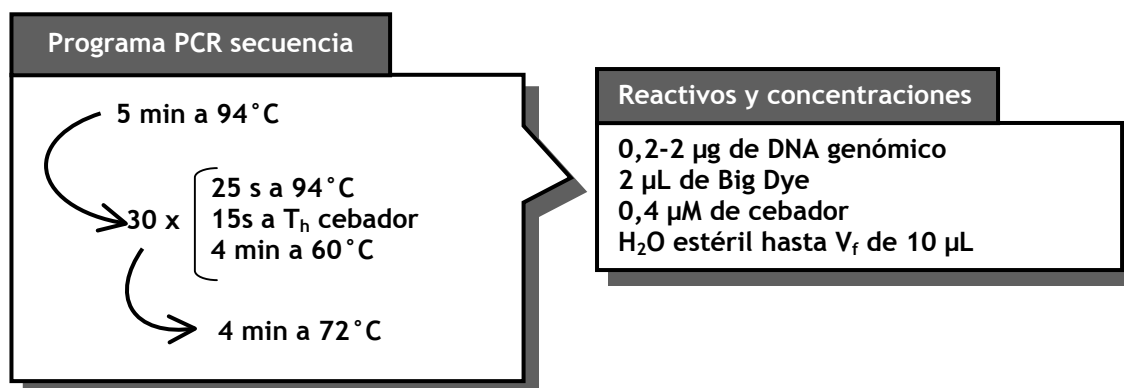 Programa PCR secuencia
5 min a 94°C
30 x
25 s a 94°C
15s a Tₕ cebador
4 min a 60°C
4 min a 72°C
Reactivos y concentraciones
0,2-2 µg de DNA genómico
2 µL de Big Dye
0,4 µM de cebador
H₂O estéril hasta V_f de 10 µL